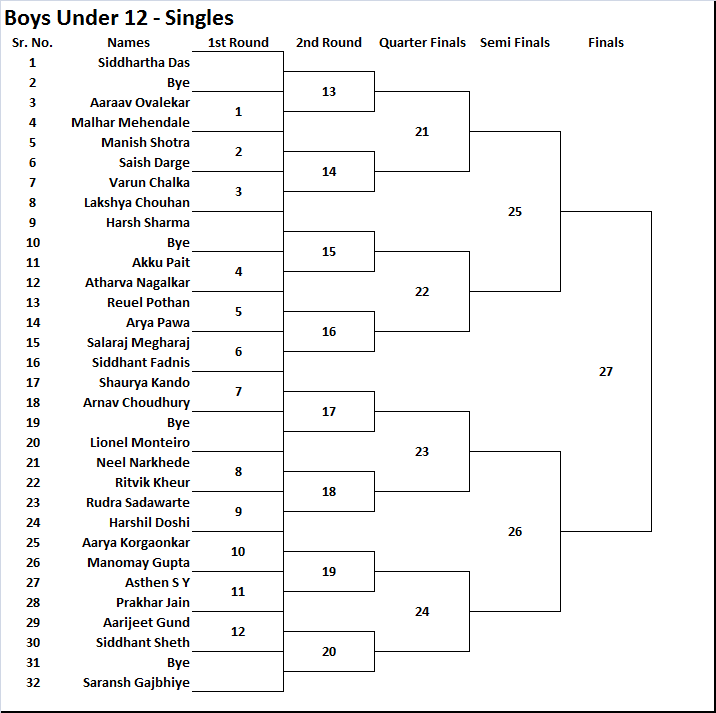 Boys Under 12 - Singles
Sr. No. Names 1st Round 2nd Round Quarter Finals Semi Finals Finals
1 Siddhartha Das
2 Bye 13
3 Aaraav Ovalekar 1
4 Malhar Mehendale 21
5 Manish Shotra 2
6 Saish Darge 14
7 Varun Chalka 3
8 Lakshya Chouhan 25
9 Harsh Sharma
10 Bye 15
11 Akku Pait 4
12 Atharva Nagalkar 22
13 Reuel Pothan 5
14 Arya Pawa 16
15 Salaraj Megharaj 6
16 Siddhant Fadnis 27
17 Shaurya Kando 7
18 Arnav Choudhury 17
19 Bye
20 Lionel Monteiro 23
21 Neel Narkhede 8
22 Ritvik Kheur 18
23 Rudra Sadawarte 9
24 Harshil Doshi 26
25 Aarya Korgaonkar 10
26 Manomay Gupta 19
27 Asthen S Y 11
28 Prakhar Jain 24
29 Aarijeet Gund 12
30 Siddhant Sheth 20
31 Bye
32 Saransh Gajbhiye